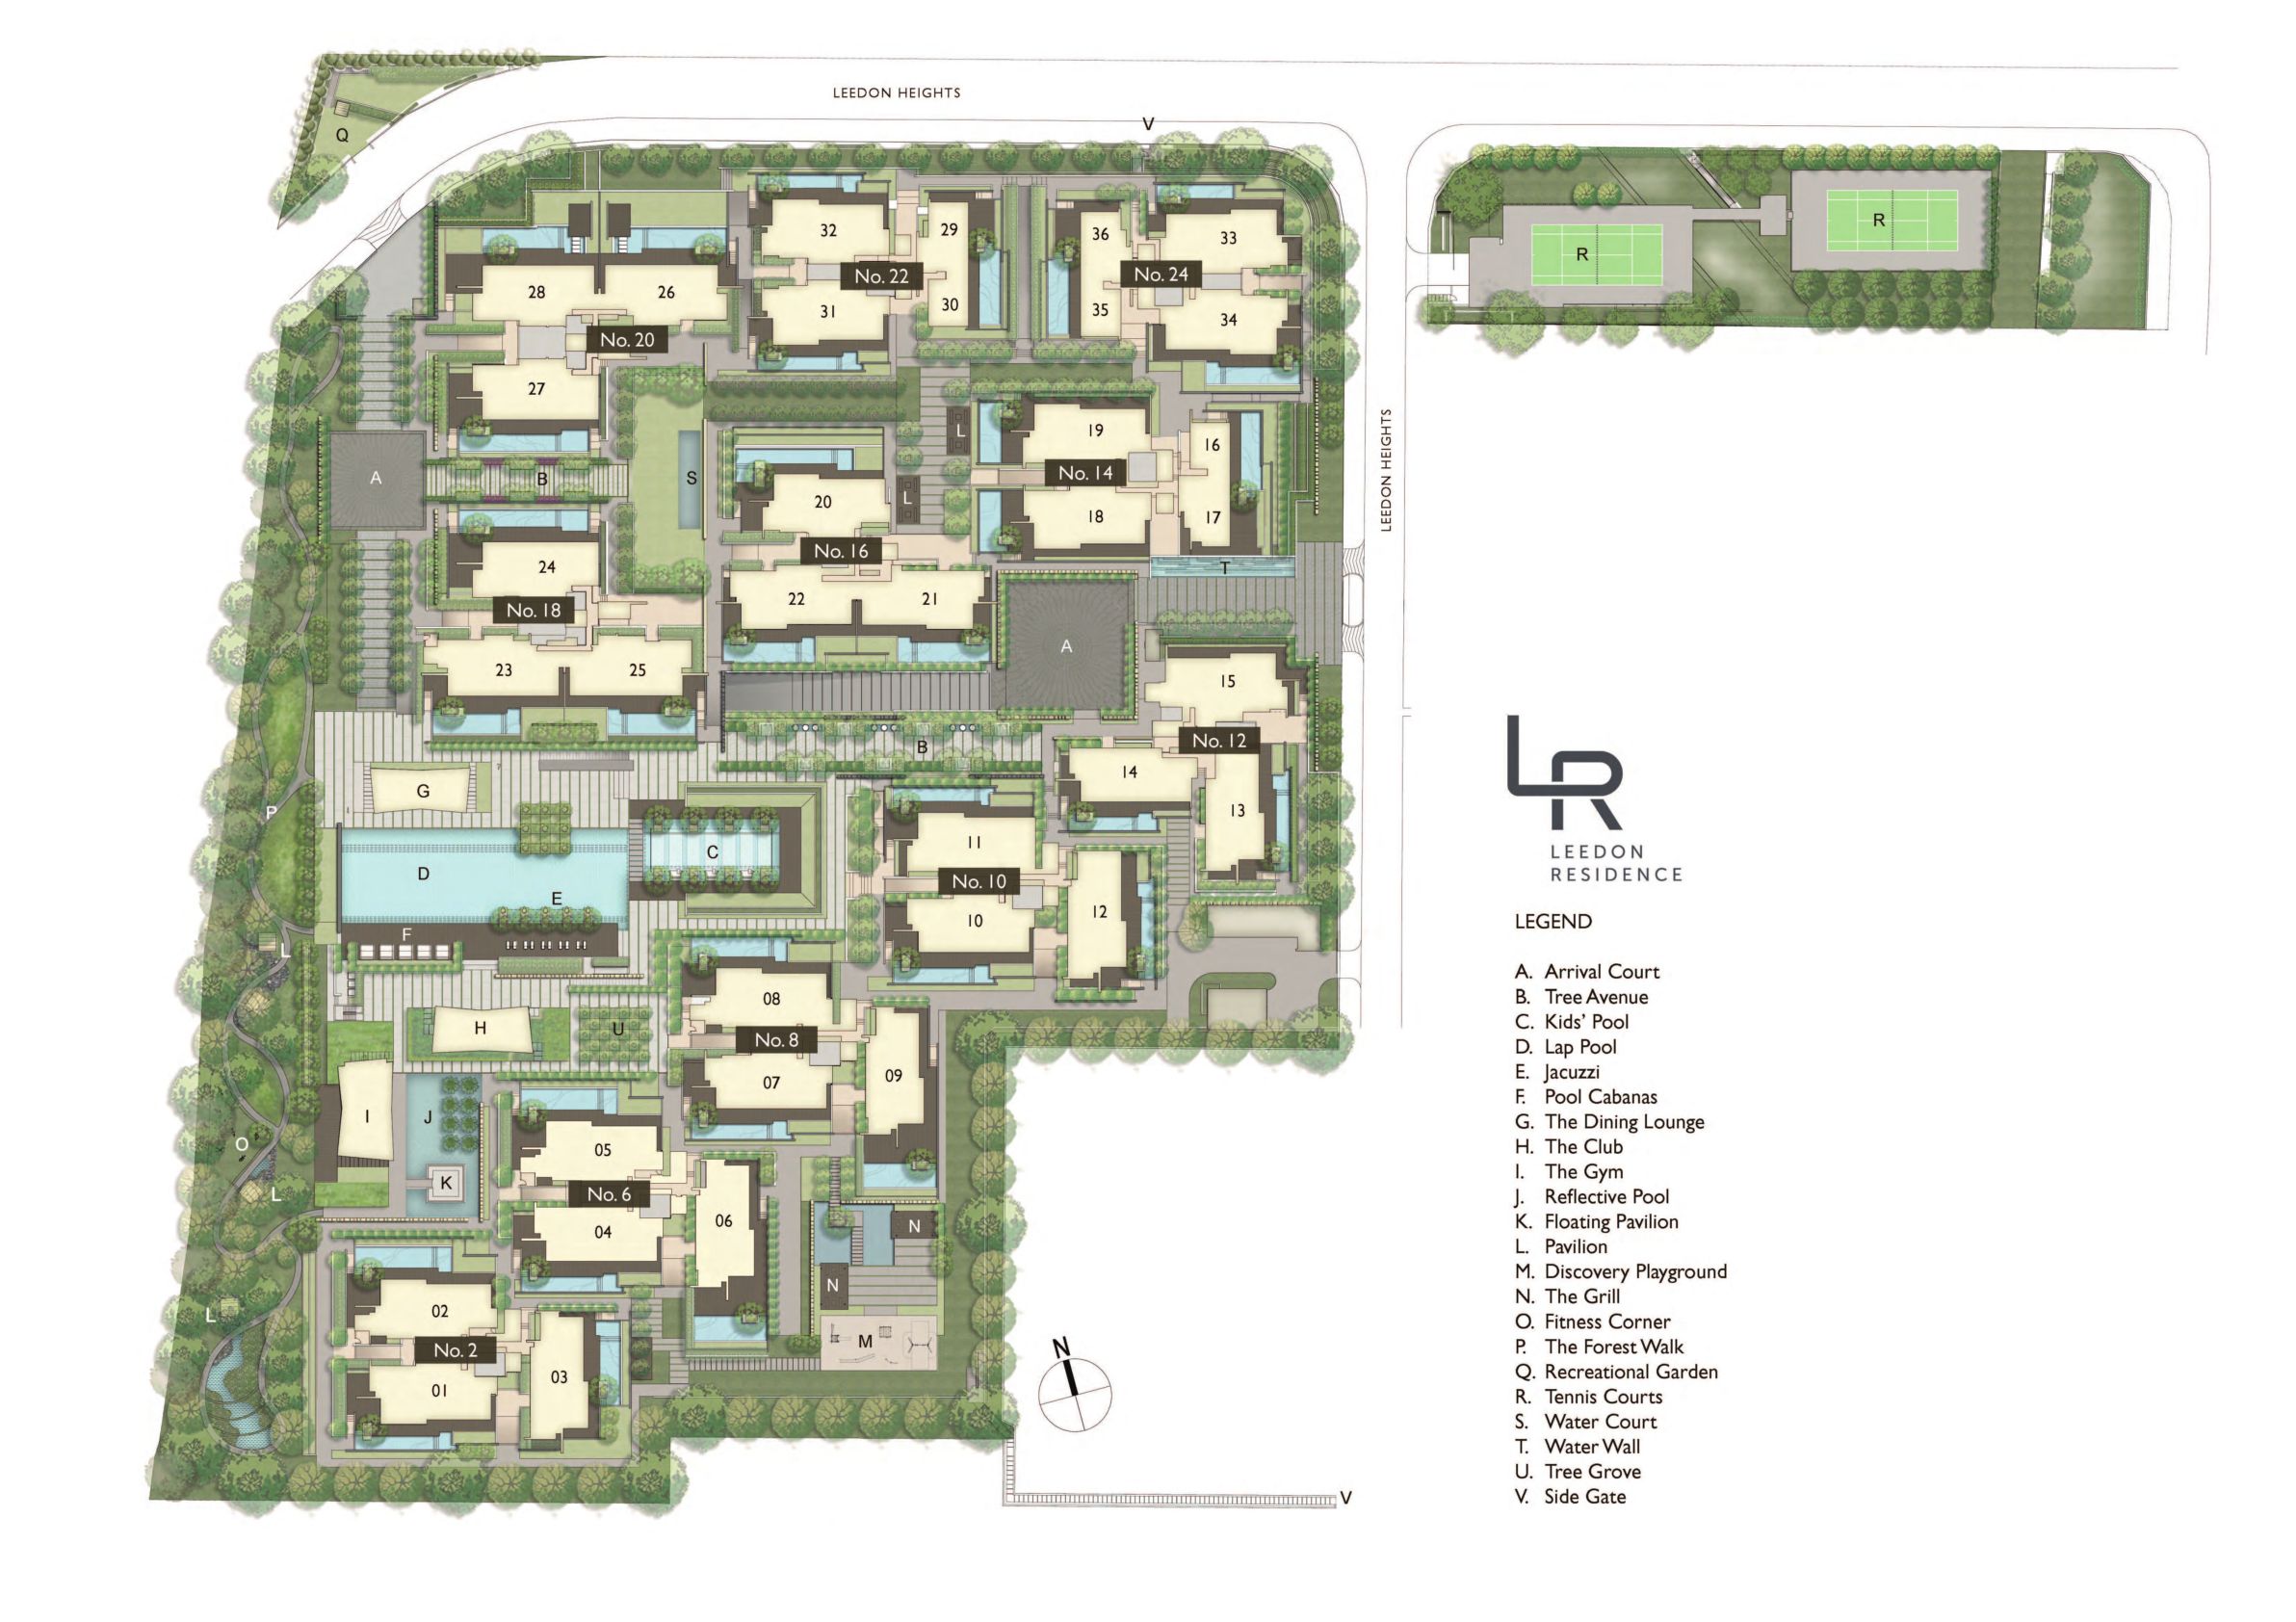 LEEDON HEIGHTS
V
Q
32
29
36
33
R
R
No. 22
No. 24
28
26
31
30
35
34
No. 20
27
LEEDON HEIGHTS
L
19
16
A
B
S
No. 14
20
L
18
17
No. 16
24
T
No. 18
22
21
A
23
25
15
B
No. 12
14
G
P
13
11
C
D
No. 10
E
12
10
F
L
08
H
U
No. 8
09
07
I
J
O
05
K
L
No. 6
06
N
04
N
L
02
M
No. 2
03
01
N
V
LR
LEEDON
RESIDENCE
LEGEND
A. Arrival Court
B. Tree Avenue
C. Kids' Pool
D. Lap Pool
E. Jacuzzi
F. Pool Cabanas
G. The Dining Lounge
H. The Club
I. The Gym
J. Reflective Pool
K. Floating Pavilion
L. Pavilion
M. Discovery Playground
N. The Grill
O. Fitness Corner
P. The Forest Walk
Q. Recreational Garden
R. Tennis Courts
S. Water Court
T. Water Wall
U. Tree Grove
V. Side Gate